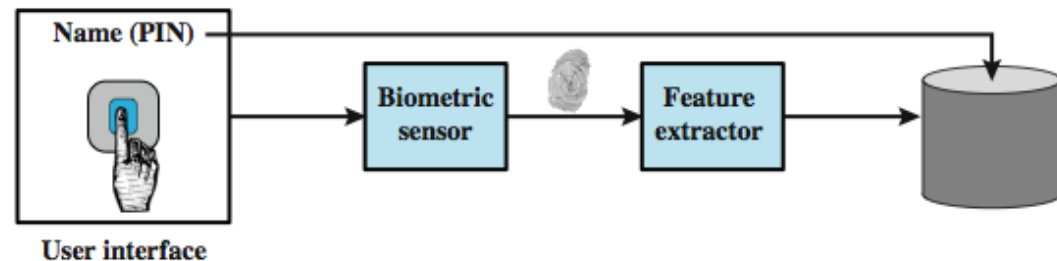 Name (PIN)
Biometric
sensor
Feature
extractor
User interface